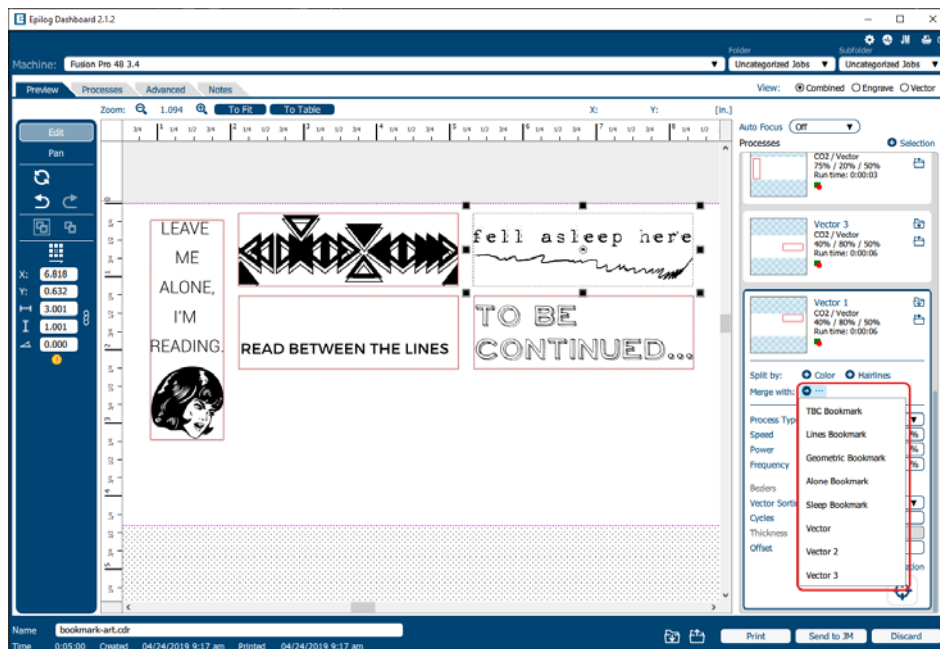 Epilog Dashboard 2.1.2
JM
Folder
Subfolder
Machine: Fusion Pro 48 3.4
Uncategorized Jobs
Uncategorized Jobs
Preview
Processes
Advanced
Notes
View: Combined Engrave Vector
Zoom: 1.094 To Fit To Table X: Y: [in.]
Edit
Pan
X: 6.818
Y: 0.632
3.001
1.001
0.000
LEAVE
ME
ALONE,
I'M
READING.
fell asleep here
READ BETWEEN THE LINES
TO BE
CONTINUED...
Auto Focus Off
Processes Selection
CO2 / Vector
75% / 20% / 50%
Run time: 0:00:03
Vector 3
CO2 / Vector
40% / 80% / 50%
Run time: 0:00:06
Vector 1
CO2 / Vector
40% / 80% / 50%
Run time: 0:00:06
Split by: Color Hairlines
Merge with: ...
TBC Bookmark
Lines Bookmark
Geometric Bookmark
Alone Bookmark
Sleep Bookmark
Vector
Vector 2
Vector 3
Process Typ
Speed %
Power %
Frequency %
Beziers
Vector Sorti
Cycles
Thickness
Offset
Name bookmark-art.cdr
Time 0:05:00 Created 04/24/2019 9:17 am Printed 04/24/2019 9:17 am
Print
Send to JM
Discard